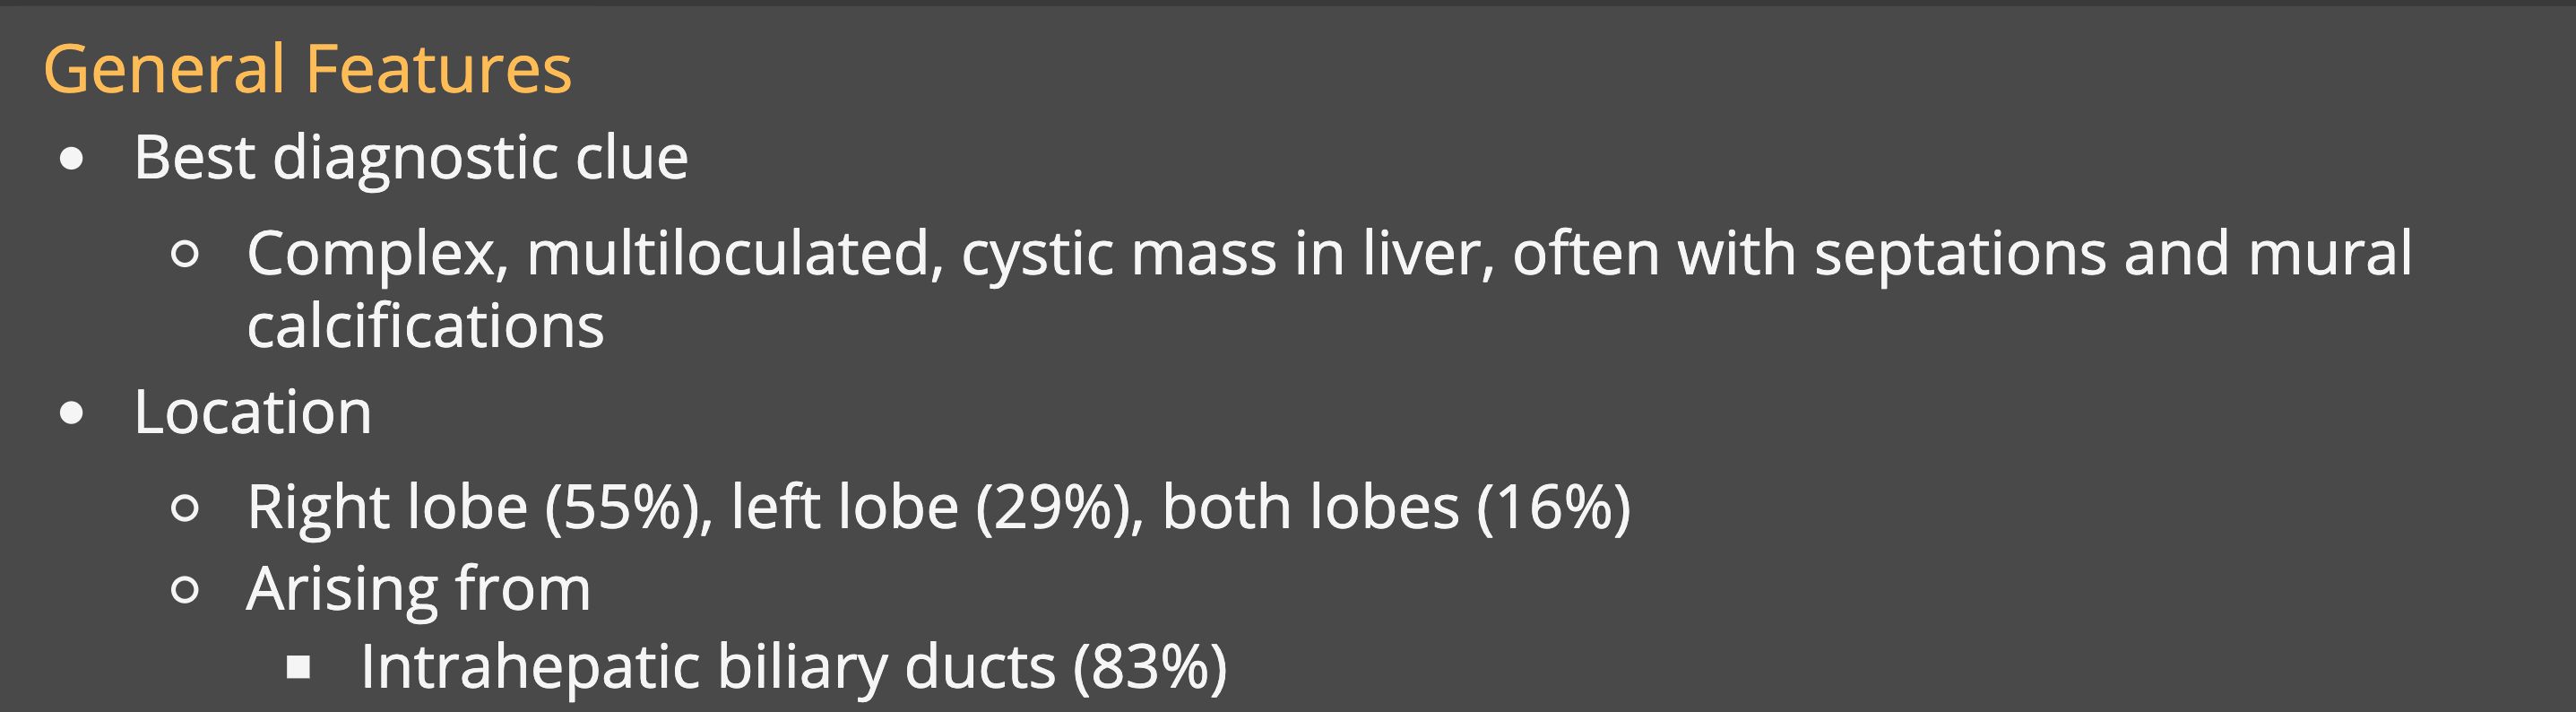 General Features
• Best diagnostic clue
○ Complex, multiloculated, cystic mass in liver, often with septations and mural
calcifications
• Location
○ Right lobe (55%), left lobe (29%), both lobes (16%)
○ Arising from
▪ Intrahepatic biliary ducts (83%)